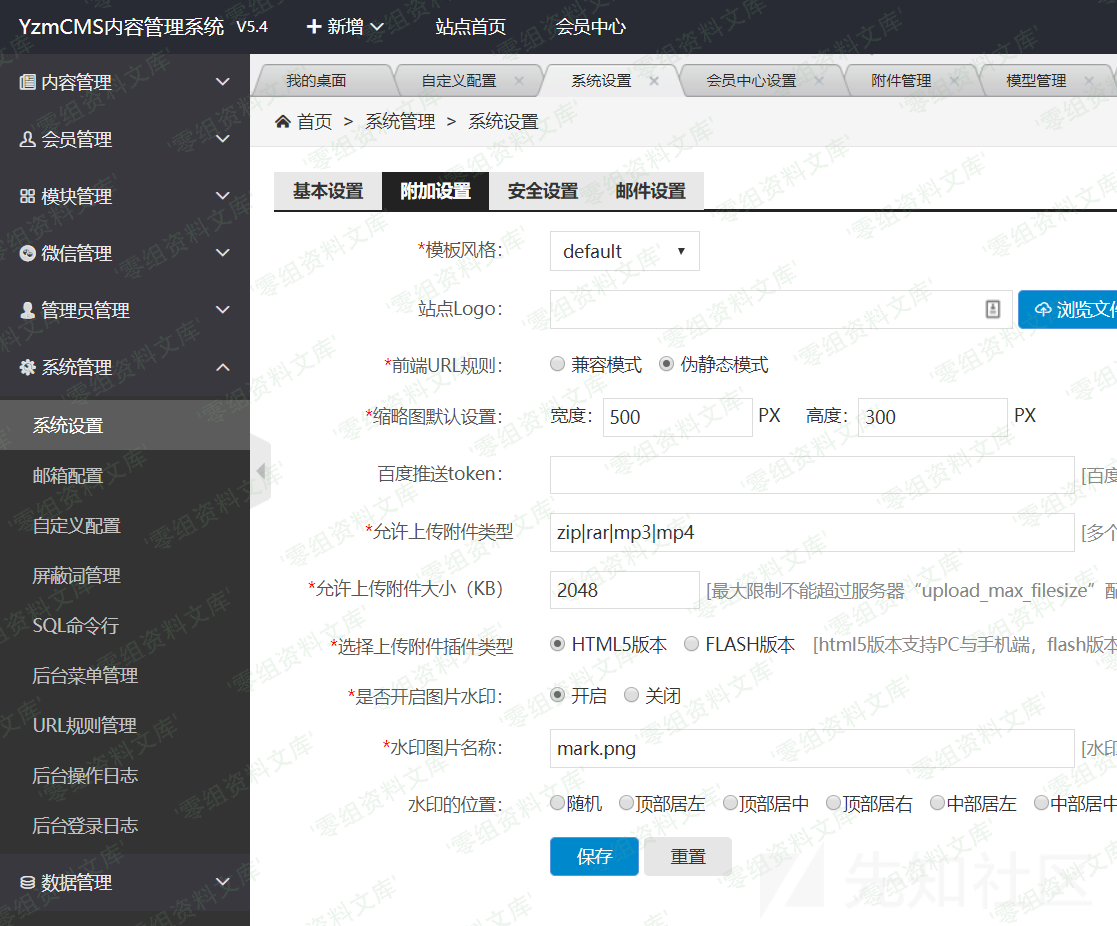 YzmCMS内容管理系统 V5.4 新增 站点首页 会员中心
内容管理
会员管理
模块管理
微信管理
管理员管理
系统管理
系统设置
邮箱配置
自定义配置
屏蔽词管理
SQL命令行
后台菜单管理
URL规则管理
后台操作日志
后台登录日志
数据管理
我的桌面 自定义配置 系统设置 会员中心设置 附件管理 模型管理
首页 > 系统管理 > 系统设置
基本设置 附加设置 安全设置 邮件设置
*模板风格： default
站点Logo： 浏览文件
*前端URL规则： 兼容模式 伪静态模式
*缩略图默认设置： 宽度： 500 PX 高度： 300 PX
百度推送token： [百度
*允许上传附件类型 zip|rar|mp3|mp4 [多个
*允许上传附件大小（KB） 2048 [最大限制不能超过服务器“upload_max_filesize”配
*选择上传附件插件类型 HTML5版本 FLASH版本 [html5版本支持PC与手机端，flash版本
*是否开启图片水印： 开启 关闭
*水印图片名称： mark.png [水印
水印的位置： 随机 顶部居左 顶部居中 顶部居右 中部居左 中部居中
保存 重置
先知社区
'零组资料文库'